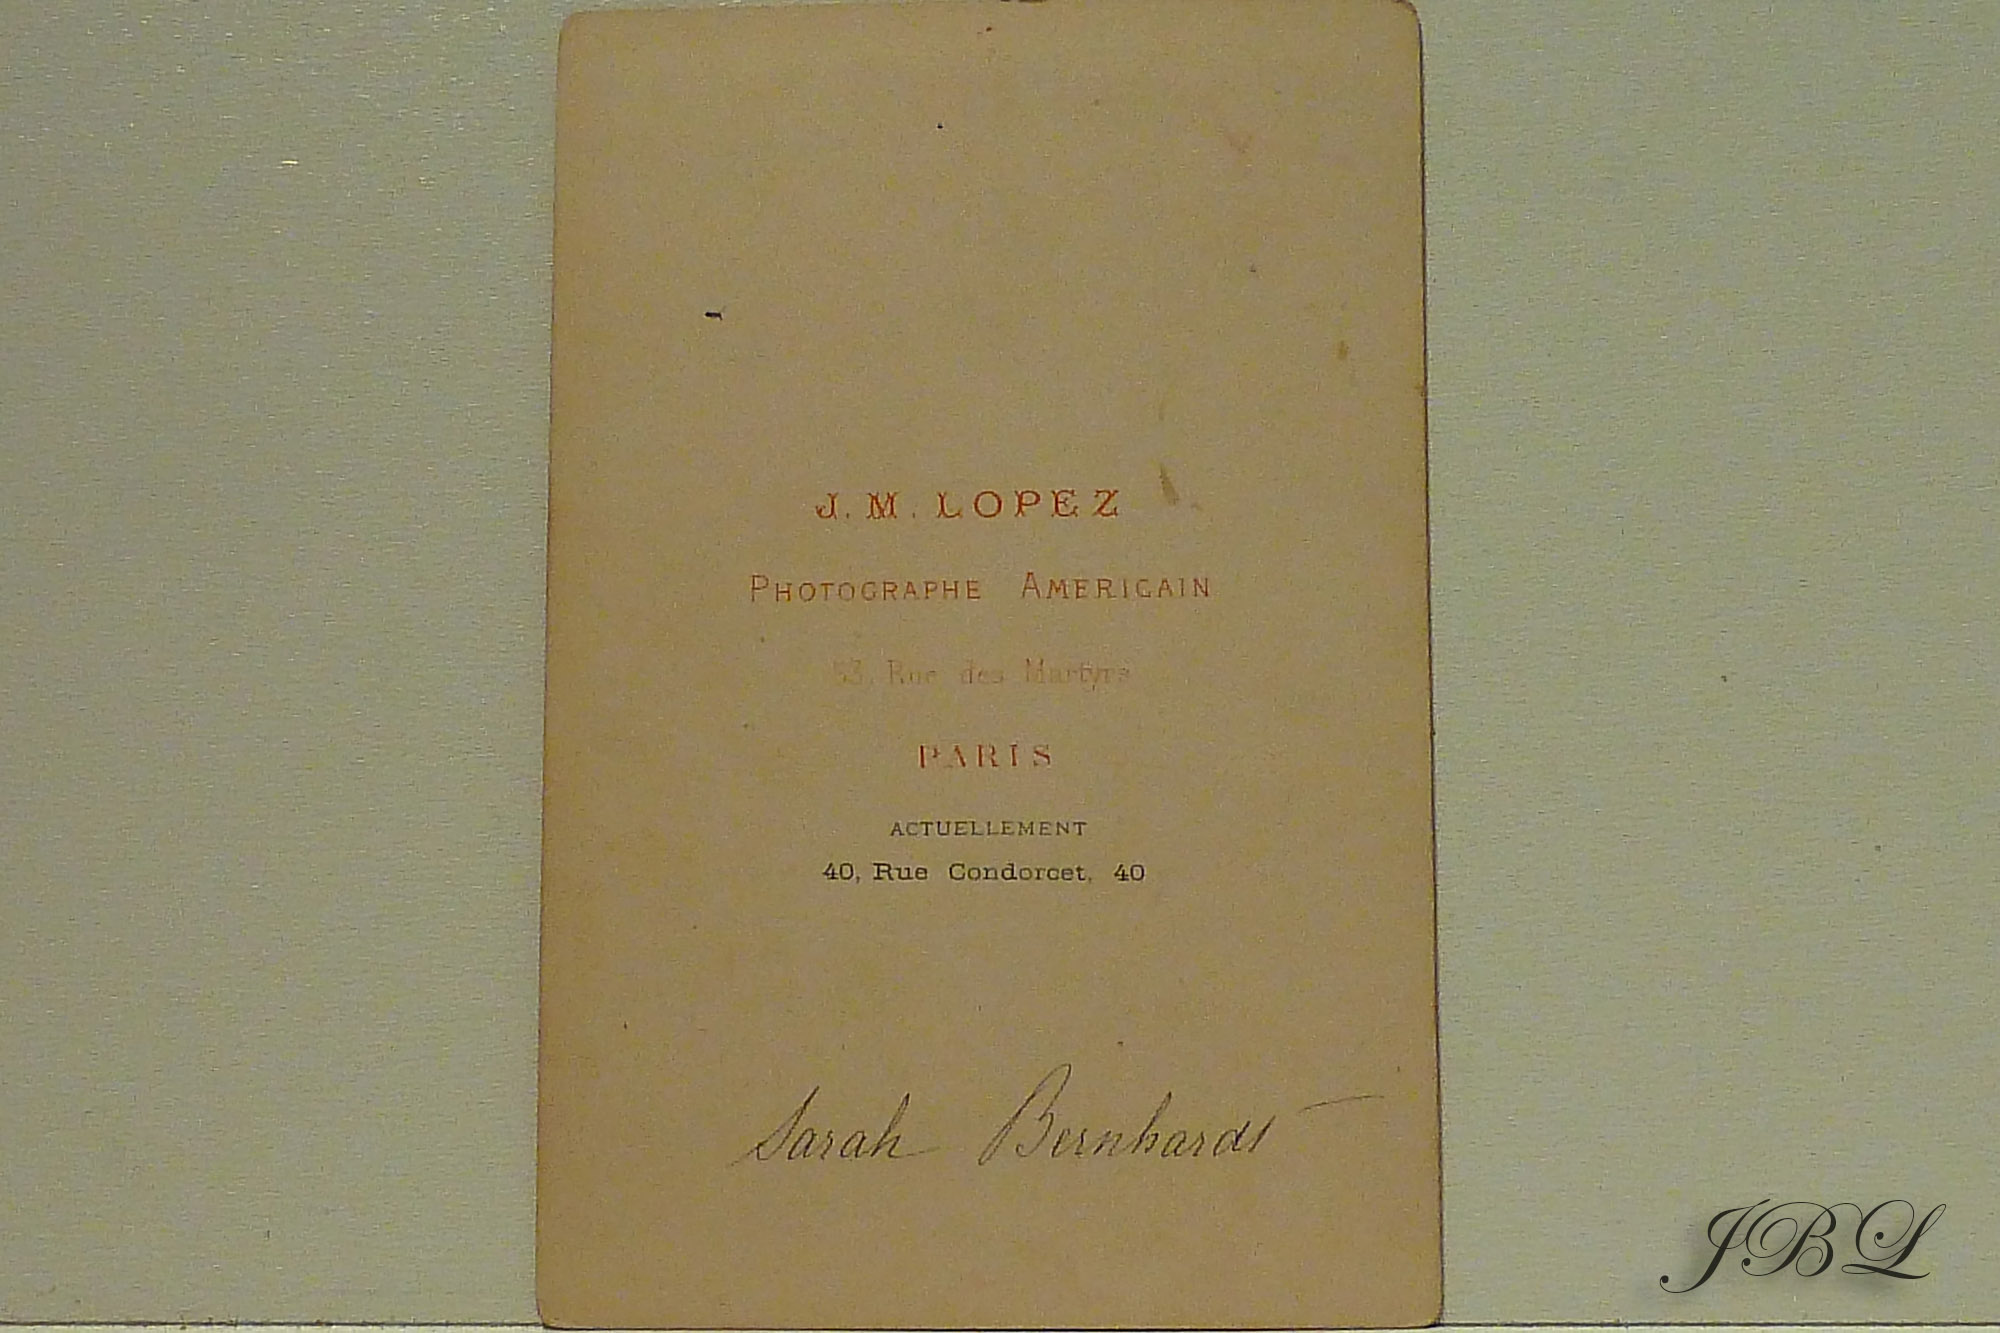 J. M. LOPEZ
PHOTOGRAPHE AMERICAIN
53, Rue des Martyrs
PARIS
ACTUELLEMENT
40, Rue Condorcet, 40
Sarah Bernhardt
JBL